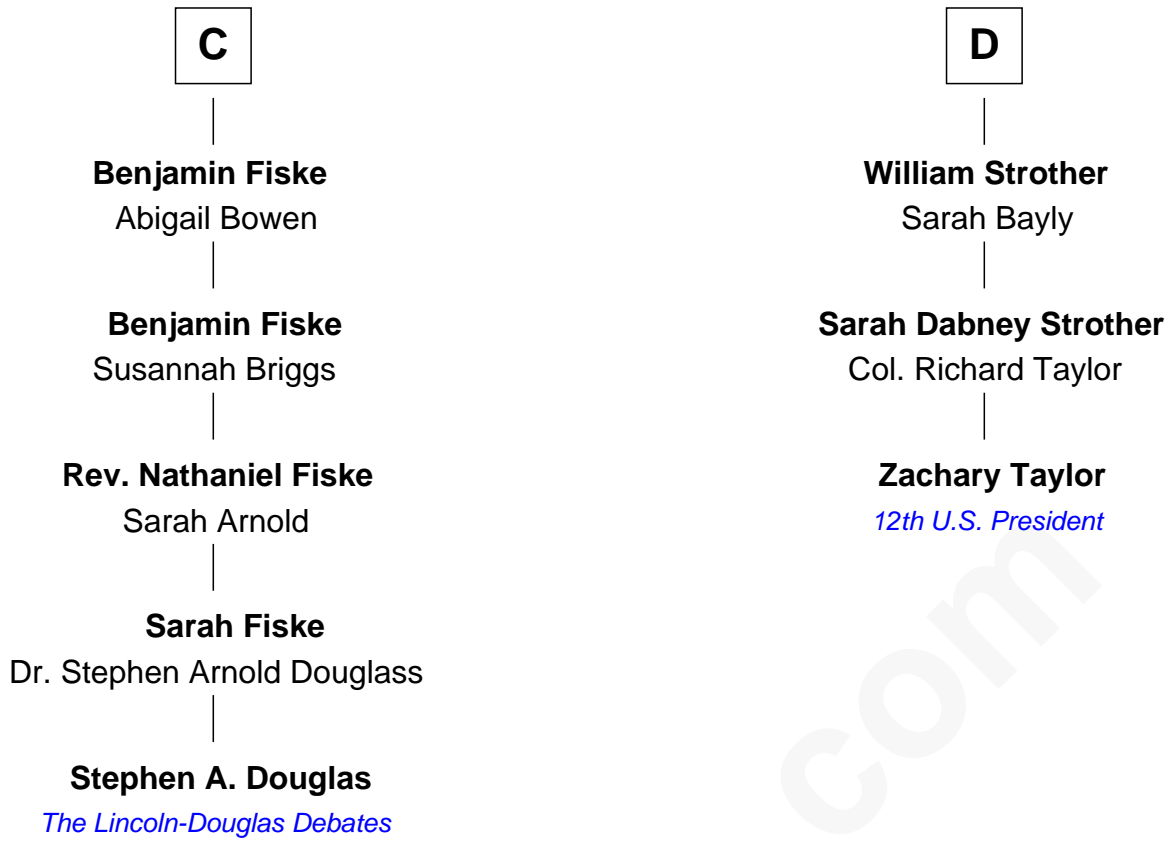 C
Benjamin Fiske
Abigail Bowen
Benjamin Fiske
Susannah Briggs
Rev. Nathaniel Fiske
Sarah Arnold
Sarah Fiske
Dr. Stephen Arnold Douglass
Stephen A. Douglas
The Lincoln-Douglas Debates
D
William Strother
Sarah Bayly
Sarah Dabney Strother
Col. Richard Taylor
Zachary Taylor
12th U.S. President
com